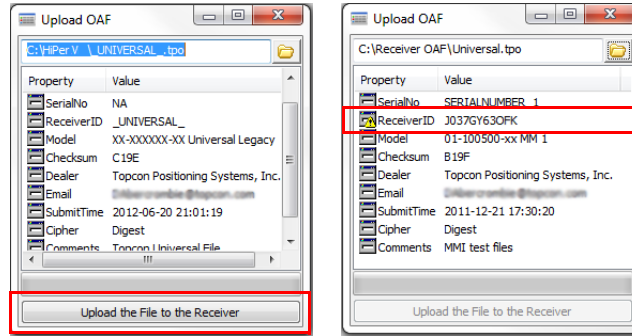 Upload OAF
C:\HiPer V \_UNIVERSAL_.tpo
Property Value
SerialNo NA
ReceiverID _UNIVERSAL_
Model XX-XXXXXX-XX Universal Legacy
Checksum C19E
Dealer Topcon Positioning Systems, Inc.
Email
SubmitTime 2012-06-20 21:01:19
Cipher Digest
Comments Topcon Universal File
Upload the File to the Receiver
Upload OAF
C:\Receiver OAF\Universal.tpo
Property Value
SerialNo SERIALNUMBER_1
ReceiverID J037GY63OFK
Model 01-100500-xx MM 1
Checksum B19F
Dealer Topcon Positioning Systems, Inc.
Email
SubmitTime 2011-12-21 17:30:20
Cipher Digest
Comments MMI test files
Upload the File to the Receiver